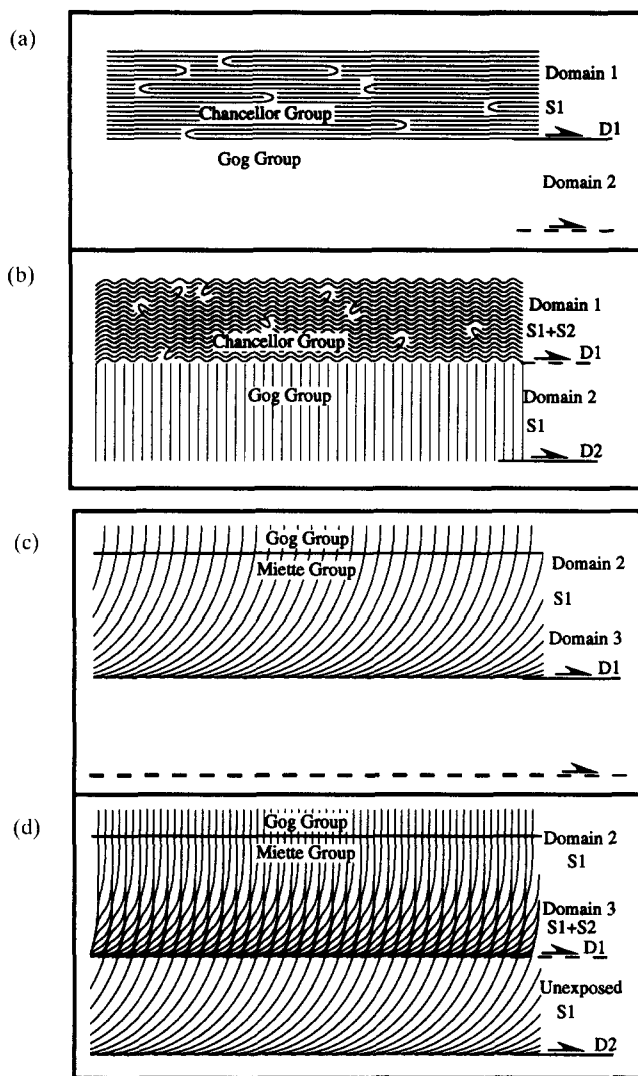 (a)
Domain 1
S1
Chancellor Group
D1
Gog Group
Domain 2
(b)
Domain 1
S1+S2
Chancellor Group
D1
Gog Group
Domain 2
S1
D2
(c)
Gog Group
Miette Group
Domain 2
S1
Domain 3
D1
(d)
Gog Group
Miette Group
Domain 2
S1
Domain 3
S1+S2
D1
Unexposed
S1
D2